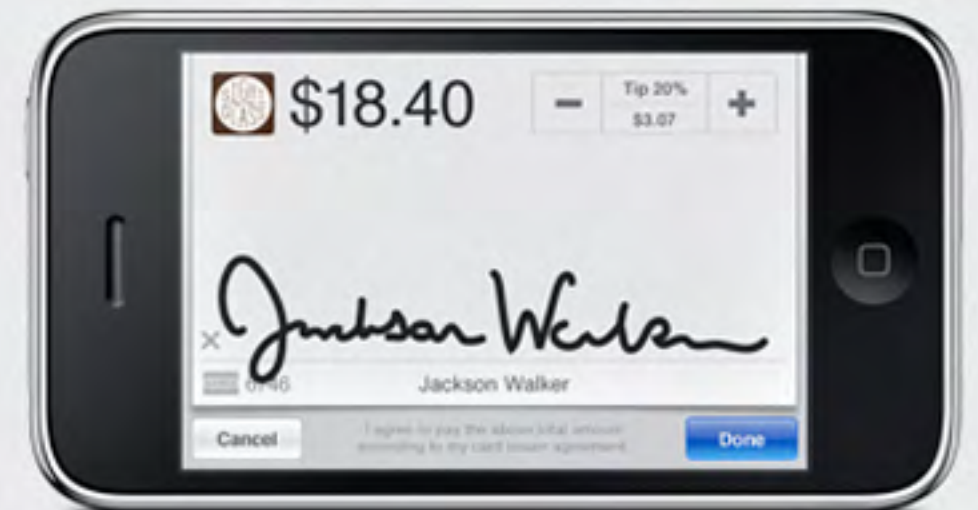 $18.40
Tip 20%
$3.07
Jackson Walker
6746
Jackson Walker
Cancel
I agree to pay the above total amount
according to my card issuer agreement.
Done